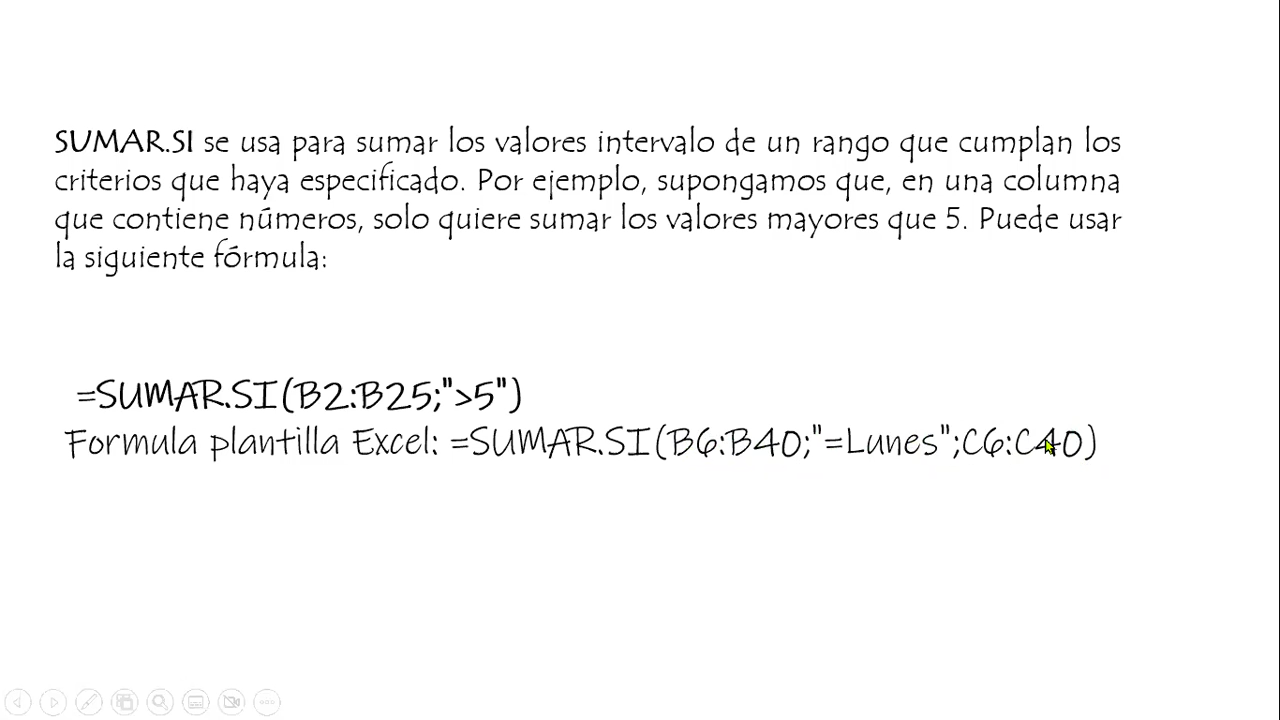 SUMAR.SI se usa para sumar los valores intervalo de un rango que cumplan los
criterios que haya especificado. Por ejemplo, supongamos que, en una columna
que contiene números, solo quiere sumar los valores mayores que 5. Puede usar
la siguiente fórmula:
=SUMAR.SI(B2:B25;">5")
Formula plantilla Excel: =SUMAR.SI(B6:B40;"=Lunes";C6:C40)